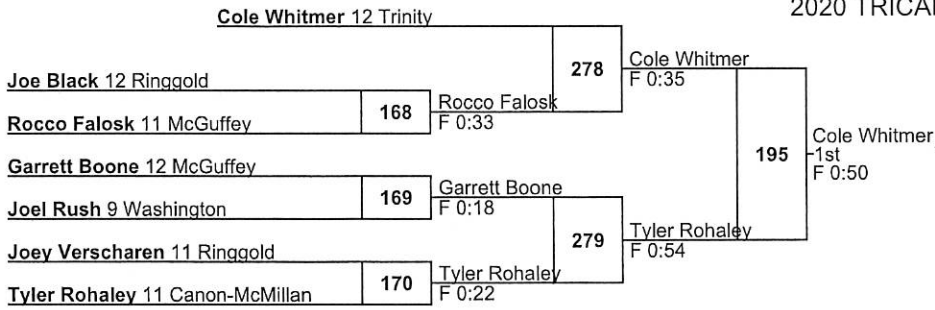 2020 TRICA
Cole Whitmer 12 Trinity
278
Cole Whitmer
F 0:35
Joe Black 12 Ringgold
168
Rocco Falosk
F 0:33
Rocco Falosk 11 McGuffey
195
Cole Whitmer
1st
F 0:50
Garrett Boone 12 McGuffey
169
Garrett Boone
F 0:18
Joel Rush 9 Washington
279
Tyler Rohaley
F 0:54
Joey Verscharen 11 Ringgold
170
Tyler Rohaley
F 0:22
Tyler Rohaley 11 Canon-McMillan